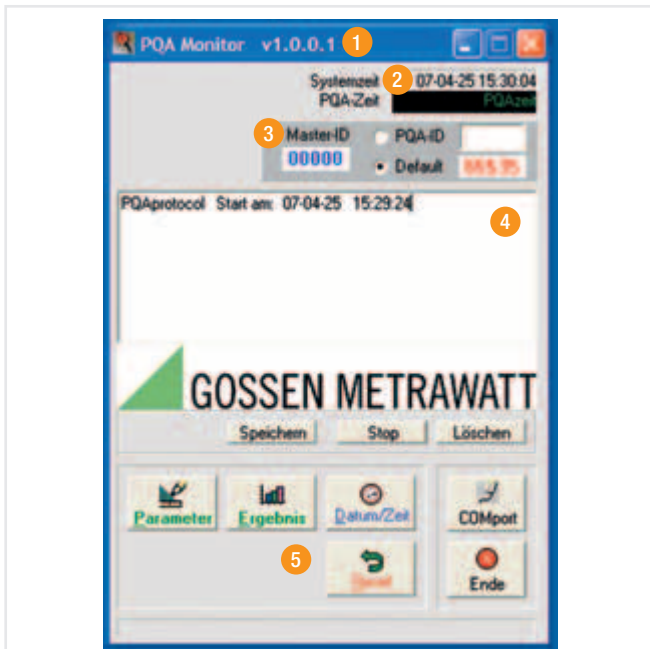 PQA Monitor v1.0.0.1 1
Systemzeit 2 07-04-25 15:30:04
PQA-Zeit PQAzeit
3 Master-ID PQA-ID
00000 Default
PQAprotocol Start am: 07-04-25 15:29:24
4
GOSSEN METRAWATT
Speichern Stop Löschen
Parameter Ergebnis Datum/Zeit COMport
5 Ende